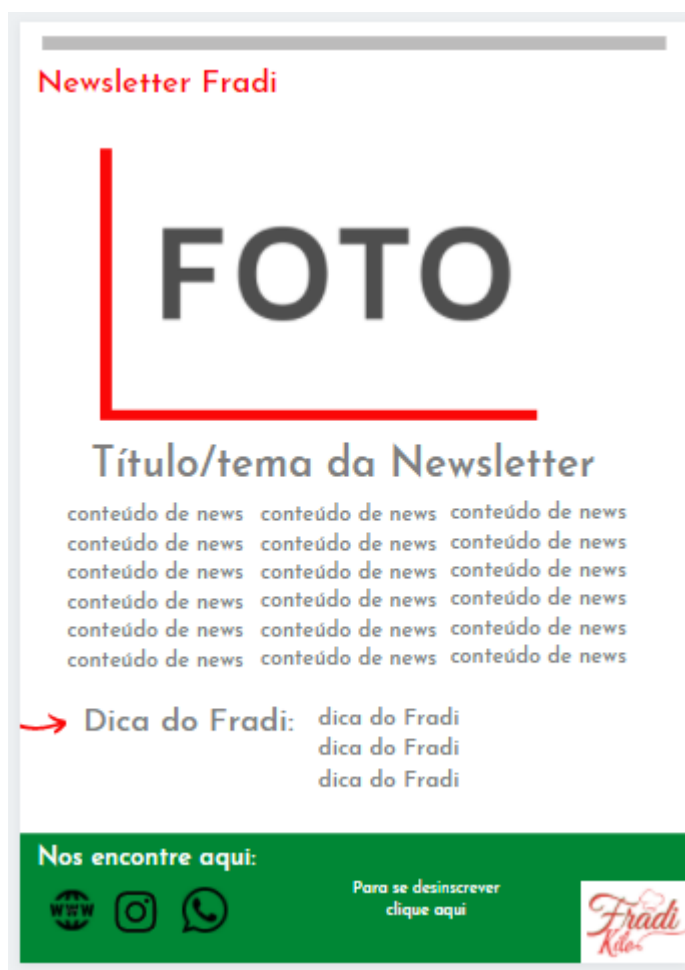 Newsletter Fradi
FOTO
Título/tema da Newsletter
conteúdo de news conteúdo de news conteúdo de news
conteúdo de news conteúdo de news conteúdo de news
conteúdo de news conteúdo de news conteúdo de news
conteúdo de news conteúdo de news conteúdo de news
conteúdo de news conteúdo de news conteúdo de news
conteúdo de news conteúdo de news conteúdo de news
Dica do Fradi:
dica do Fradi
dica do Fradi
dica do Fradi
Nos encontre aqui:
WWW
Para se desinscrever
clique aqui
Fradi
Kilo